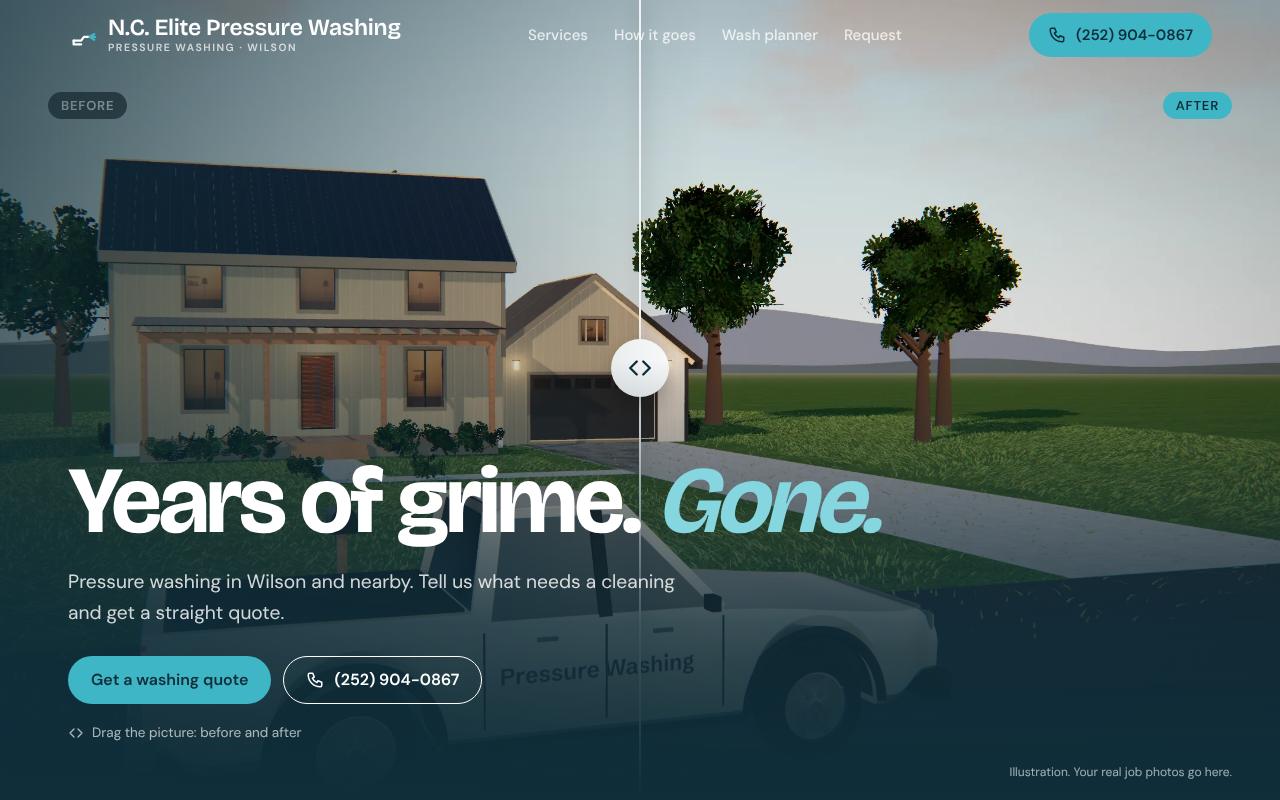 N.C. Elite Pressure Washing
PRESSURE WASHING · WILSON
Services
How it goes
Wash planner
Request
(252) 904-0867
BEFORE
AFTER
Years of grime. Gone.
Pressure washing in Wilson and nearby. Tell us what needs a cleaning
and get a straight quote.
Pressure Washing
Get a washing quote
(252) 904-0867
Drag the picture: before and after
Illustration. Your real job photos go here.